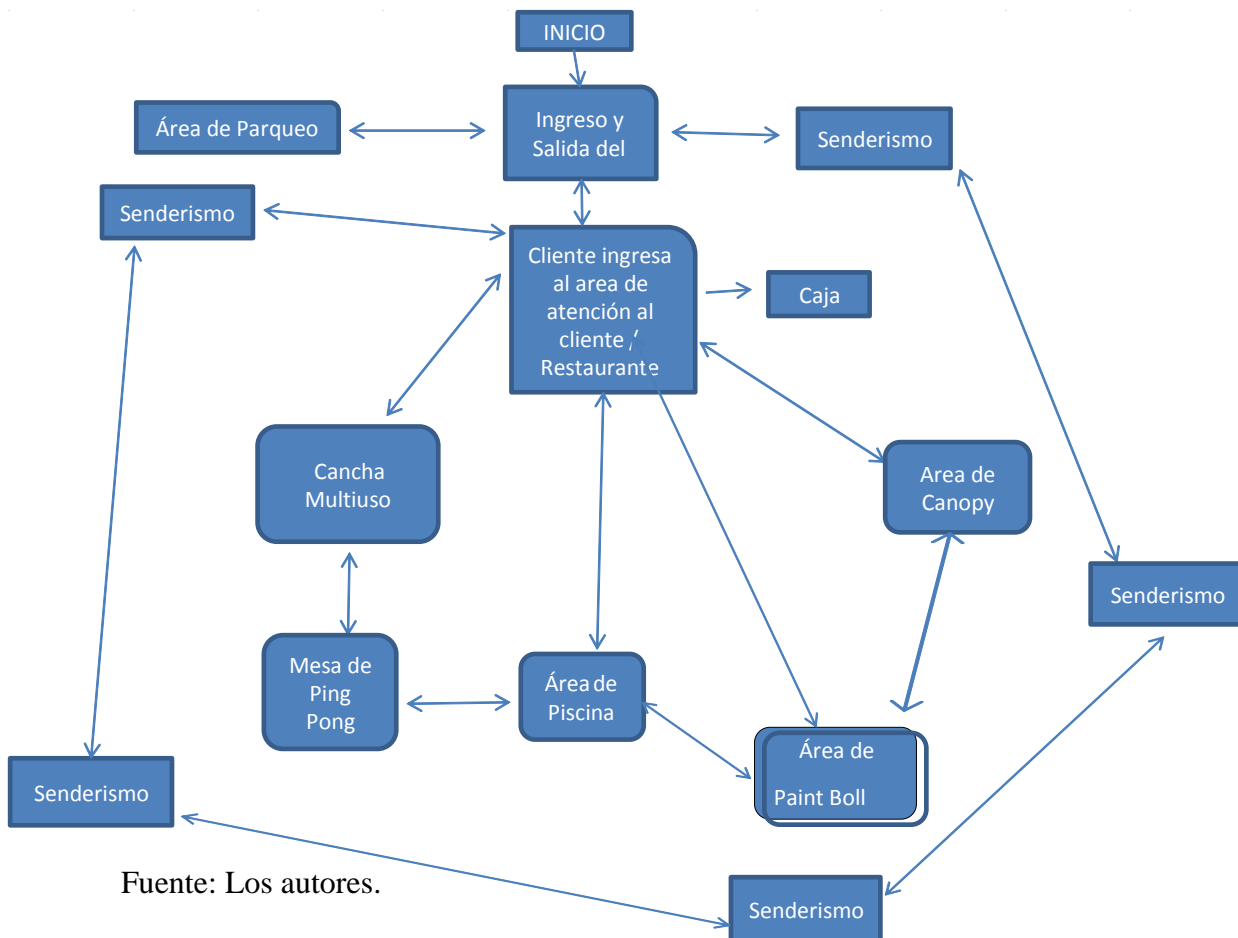 INICIO
Área de Parqueo
Ingreso y
Salida del
Senderismo
Senderismo
Cliente ingresa
al area de
atención al
cliente /
Restaurante
Caja
Cancha
Multiuso
Area de
Canopy
Senderismo
Mesa de
Ping
Pong
Área de
Piscina
Área de
Paint Boll
Senderismo
Fuente: Los autores.
Senderismo